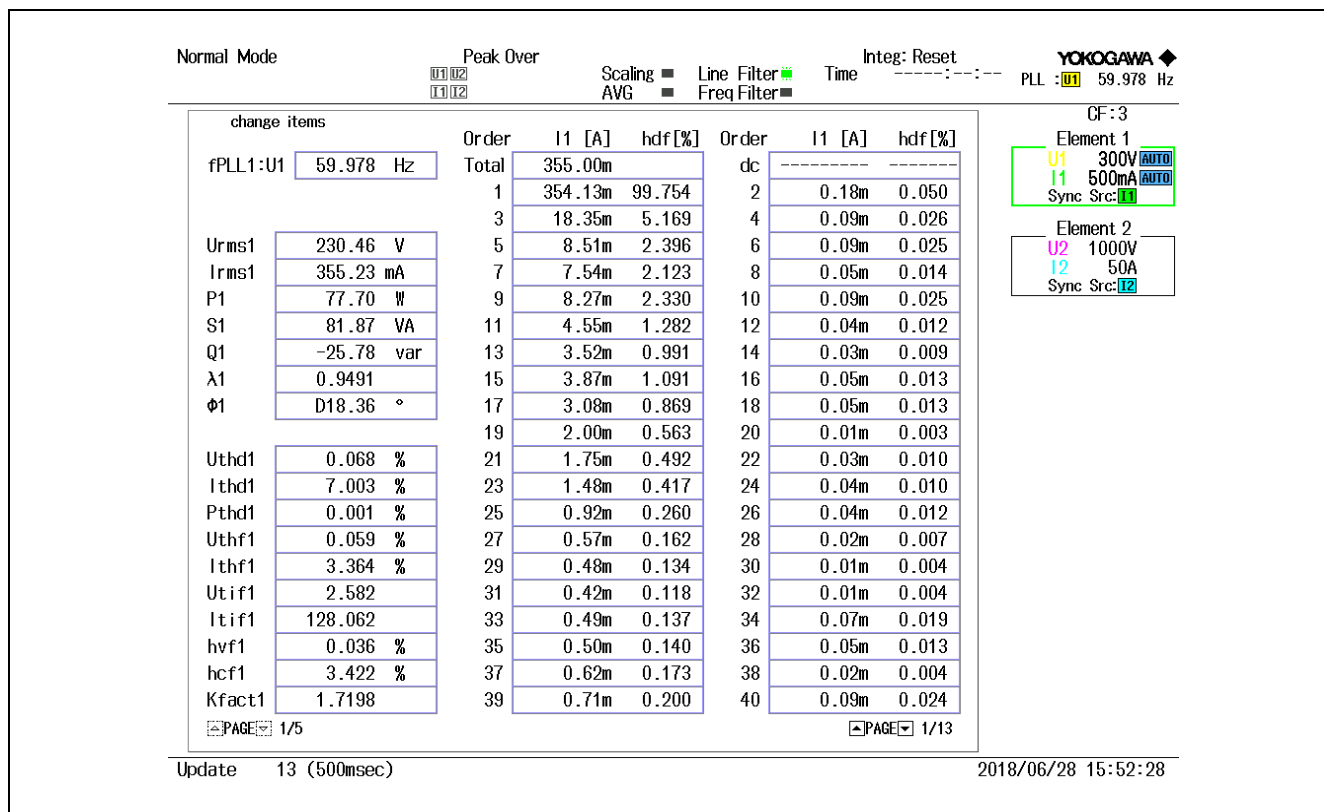 Normal Mode Peak Over Integ: Reset YOKOGAWA ◆
U1 U2 Scaling Line Filter Time -----:--:-- PLL :U1 59.978 Hz
I1 I2 AVG Freq Filter
CF:3
change items
Order I1 [A] hdf[%] Order I1 [A] hdf[%] Element 1
fPLL1:U1 59.978 Hz Total 355.00m dc --------- ------- U1 300V AUTO
I1 500mA AUTO
1 354.13m 99.754 2 0.18m 0.050 Sync Src:I1
3 18.35m 5.169 4 0.09m 0.026 Element 2
Urms1 230.46 V 5 8.51m 2.396 6 0.09m 0.025 U2 1000V
Irms1 355.23 mA 7 7.54m 2.123 8 0.05m 0.014 I2 50A
Sync Src:I2
P1 77.70 W 9 8.27m 2.330 10 0.09m 0.025
S1 81.87 VA 11 4.55m 1.282 12 0.04m 0.012
Q1 -25.78 var 13 3.52m 0.991 14 0.03m 0.009
λ1 0.9491 15 3.87m 1.091 16 0.05m 0.013
Φ1 D18.36 ° 17 3.08m 0.869 18 0.05m 0.013
19 2.00m 0.563 20 0.01m 0.003
Uthd1 0.068 % 21 1.75m 0.492 22 0.03m 0.010
Ithd1 7.003 % 23 1.48m 0.417 24 0.04m 0.010
Pthd1 0.001 % 25 0.92m 0.260 26 0.04m 0.012
Uthf1 0.059 % 27 0.57m 0.162 28 0.02m 0.007
Ithf1 3.364 % 29 0.48m 0.134 30 0.01m 0.004
Utif1 2.582 31 0.42m 0.118 32 0.01m 0.004
Itif1 128.062 33 0.49m 0.137 34 0.07m 0.019
hvf1 0.036 % 35 0.50m 0.140 36 0.05m 0.013
hcf1 3.422 % 37 0.62m 0.173 38 0.02m 0.004
Kfact1 1.7198 39 0.71m 0.200 40 0.09m 0.024
PAGE 1/5 PAGE 1/13
Update 13 (500msec) 2018/06/28 15:52:28